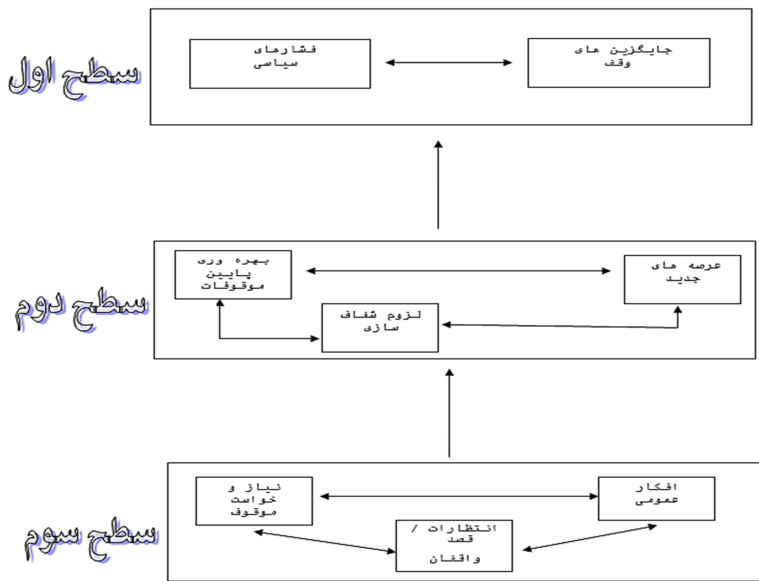 سطح اول
جایگزین های
وقف
فشارهای
سیاسی
سطح دوم
عرصه های
جدید
بهره وری
پایین
موقوفات
لزوم شفاف
سازی
سطح سوم
افکار
عمومی
نیاز و
خواست
موقوف
انتظارات /
قصد
واقفان